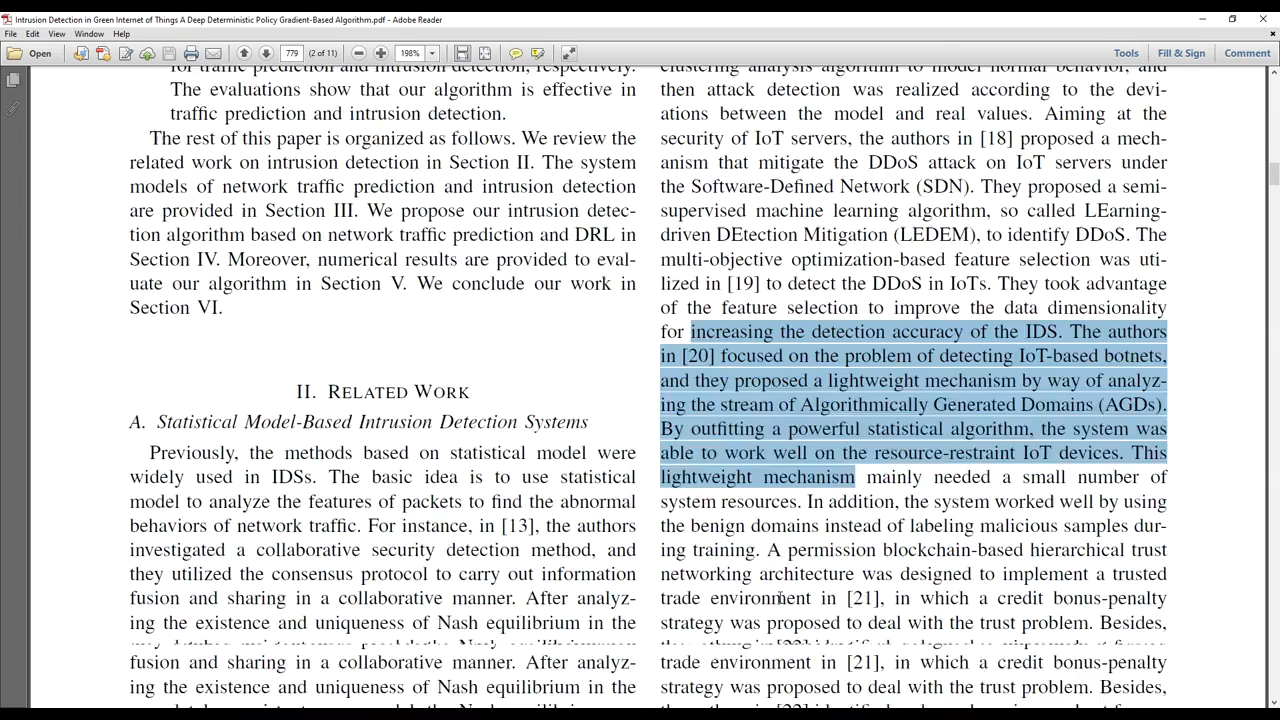 Intrusion Detection in Green Internet of Things A Deep Deterministic Policy Gradient-Based Algorithm.pdf - Adobe Reader
File Edit View Window Help
Open 779 (2 of 11) 198% Tools Fill & Sign Comment
for traffic prediction and intrusion detection, respectively.
The evaluations show that our algorithm is effective in
traffic prediction and intrusion detection.
The rest of this paper is organized as follows. We review the
related work on intrusion detection in Section II. The system
models of network traffic prediction and intrusion detection
are provided in Section III. We propose our intrusion detec-
tion algorithm based on network traffic prediction and DRL in
Section IV. Moreover, numerical results are provided to eval-
uate our algorithm in Section V. We conclude our work in
Section VI.
II. RELATED WORK
A. Statistical Model-Based Intrusion Detection Systems
Previously, the methods based on statistical model were
widely used in IDSs. The basic idea is to use statistical
model to analyze the features of packets to find the abnormal
behaviors of network traffic. For instance, in [13], the authors
investigated a collaborative security detection method, and
they utilized the consensus protocol to carry out information
fusion and sharing in a collaborative manner. After analyz-
ing the existence and uniqueness of Nash equilibrium in the
fusion and sharing in a collaborative manner. After analyz-
ing the existence and uniqueness of Nash equilibrium in the
clustering analysis algorithm to model normal behavior, and
then attack detection was realized according to the devi-
ations between the model and real values. Aiming at the
security of IoT servers, the authors in [18] proposed a mech-
anism that mitigate the DDoS attack on IoT servers under
the Software-Defined Network (SDN). They proposed a semi-
supervised machine learning algorithm, so called LEarning-
driven DEtection Mitigation (LEDEM), to identify DDoS. The
multi-objective optimization-based feature selection was uti-
lized in [19] to detect the DDoS in IoTs. They took advantage
of the feature selection to improve the data dimensionality
for increasing the detection accuracy of the IDS. The authors
in [20] focused on the problem of detecting IoT-based botnets,
and they proposed a lightweight mechanism by way of analyz-
ing the stream of Algorithmically Generated Domains (AGDs).
By outfitting a powerful statistical algorithm, the system was
able to work well on the resource-restraint IoT devices. This
lightweight mechanism mainly needed a small number of
system resources. In addition, the system worked well by using
the benign domains instead of labeling malicious samples dur-
ing training. A permission blockchain-based hierarchical trust
networking architecture was designed to implement a trusted
trade environment in [21], in which a credit bonus-penalty
strategy was proposed to deal with the trust problem. Besides,
trade environment in [21], in which a credit bonus-penalty
strategy was proposed to deal with the trust problem. Besides,